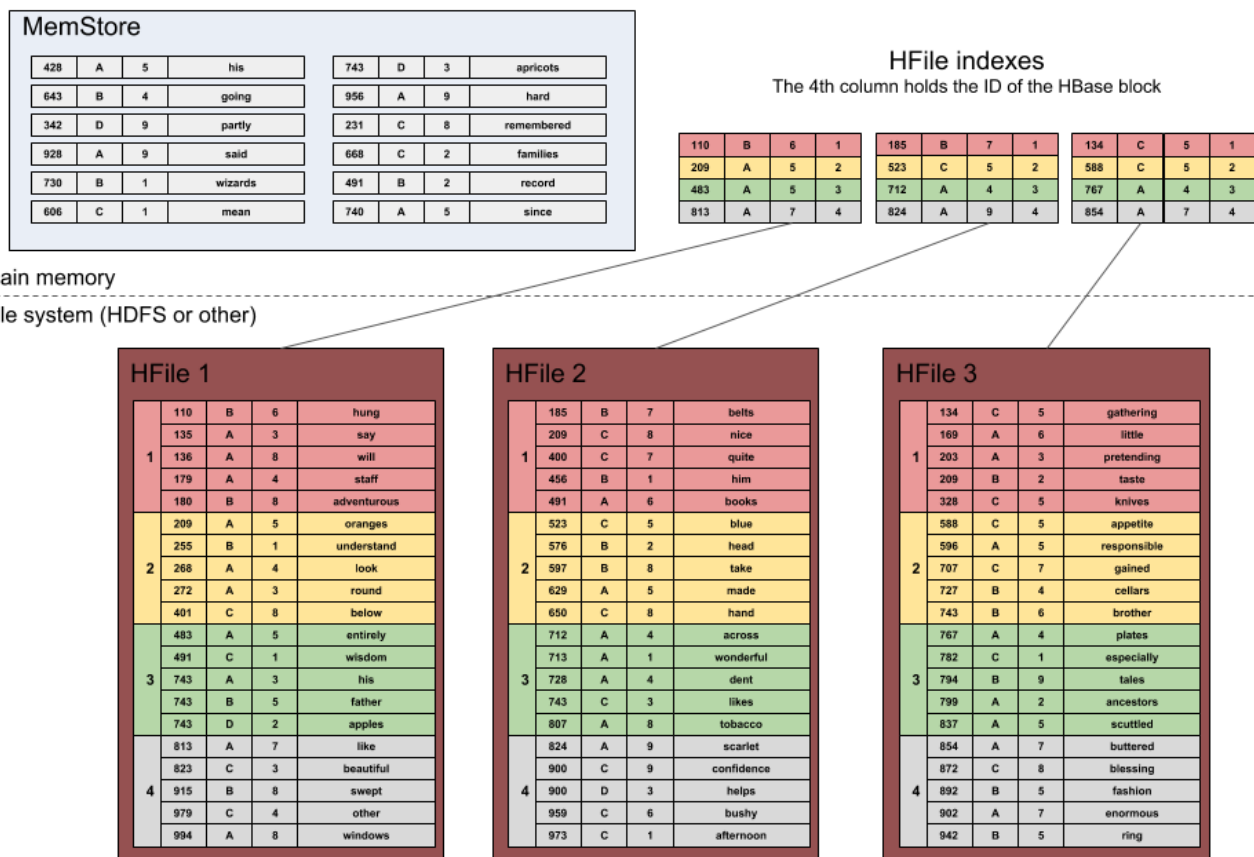 MemStore
428 A 5 his
643 B 4 going
342 D 9 partly
928 A 9 said
730 B 1 wizards
606 C 1 mean
743 D 3 apricots
956 A 9 hard
231 C 8 remembered
668 C 2 families
491 B 2 record
740 A 5 since
HFile indexes
The 4th column holds the ID of the HBase block
110 B 6 1
209 A 5 2
483 A 5 3
813 A 7 4
185 B 7 1
523 C 5 2
712 A 4 3
824 A 9 4
134 C 5 1
588 C 5 2
767 A 4 3
854 A 7 4
ain memory
le system (HDFS or other)
HFile 1
1
110 B 6 hung
135 A 3 say
136 A 8 will
179 A 4 staff
180 B 8 adventurous
2
209 A 5 oranges
255 B 1 understand
268 A 4 look
272 A 3 round
401 C 8 below
3
483 A 5 entirely
491 C 1 wisdom
743 A 3 his
743 B 5 father
743 D 2 apples
4
813 A 7 like
823 C 3 beautiful
915 B 8 swept
979 C 4 other
994 A 8 windows
HFile 2
1
185 B 7 belts
209 C 8 nice
400 C 7 quite
456 B 1 him
491 A 6 books
2
523 C 5 blue
576 B 2 head
597 B 8 take
629 A 5 made
650 C 8 hand
3
712 A 4 across
713 A 1 wonderful
728 A 4 dent
743 C 3 likes
807 A 8 tobacco
4
824 A 9 scarlet
900 C 9 confidence
900 D 3 helps
959 C 6 bushy
973 C 1 afternoon
HFile 3
1
134 C 5 gathering
169 A 6 little
203 A 3 pretending
209 B 2 taste
328 C 5 knives
2
588 C 5 appetite
596 A 5 responsible
707 C 7 gained
727 B 4 cellars
743 B 6 brother
3
767 A 4 plates
782 C 1 especially
794 B 9 tales
799 A 2 ancestors
837 A 5 scuttled
4
854 A 7 buttered
872 C 8 blessing
892 B 5 fashion
902 A 7 enormous
942 B 5 ring